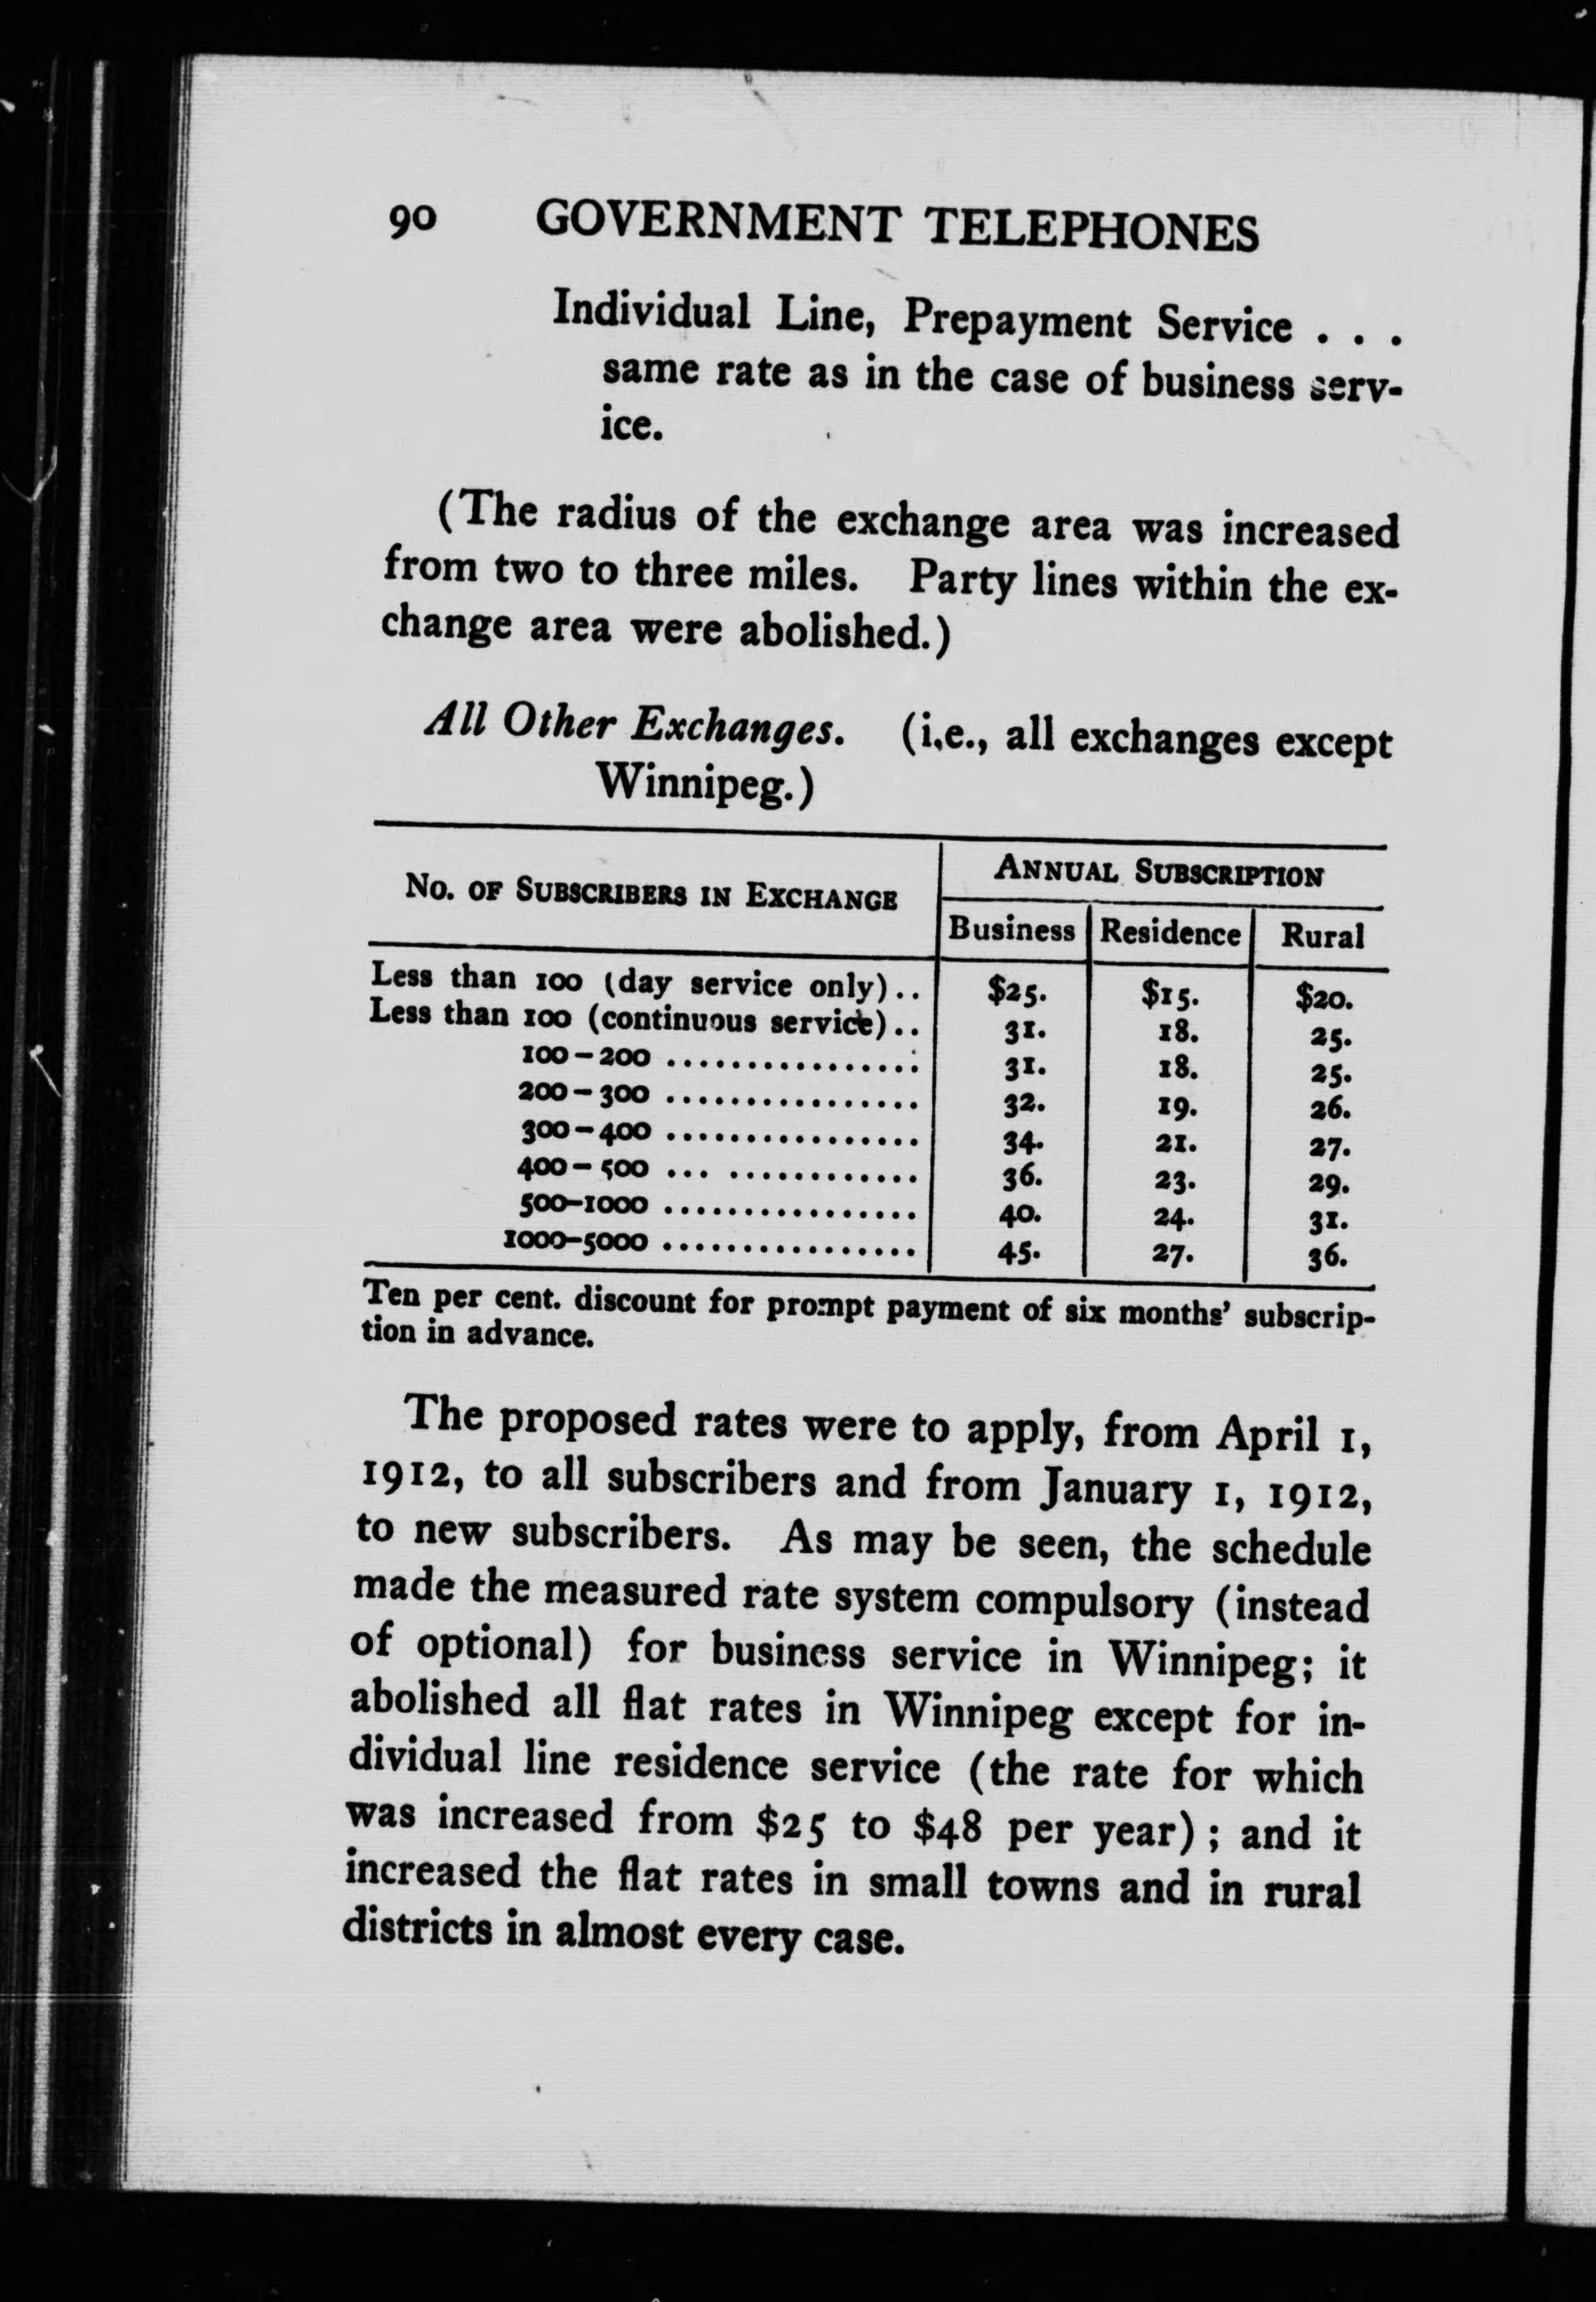 90 GOVERNMENT TELEPHONES
Individual Line, Prepayment Service . . .
same rate as in the case of business serv-
ice.
(The radius of the exchange area was increased
from two to three miles. Party lines within the ex-
change area were abolished.)
All Other Exchanges. (i.e., all exchanges except
Winnipeg.)
No. of Subscribers in Exchange Annual Subscription
Business Residence Rural
Less than 100 (day service only).. $25. $15. $20.
Less than 100 (continuous service).. 31. 18. 25.
100-200 ................ 31. 18. 25.
200-300 ................ 32. 19. 26.
300-400 ................ 34. 21. 27.
400-500 ... ............ 36. 23. 29.
500-1000 ................ 40. 24. 31.
1000-5000 ................ 45. 27. 36.
Ten per cent. discount for prompt payment of six months' subscrip-
tion in advance.
The proposed rates were to apply, from April 1,
1912, to all subscribers and from January 1, 1912,
to new subscribers. As may be seen, the schedule
made the measured rate system compulsory (instead
of optional) for business service in Winnipeg; it
abolished all flat rates in Winnipeg except for in-
dividual line residence service (the rate for which
was increased from $25 to $48 per year); and it
increased the flat rates in small towns and in rural
districts in almost every case.